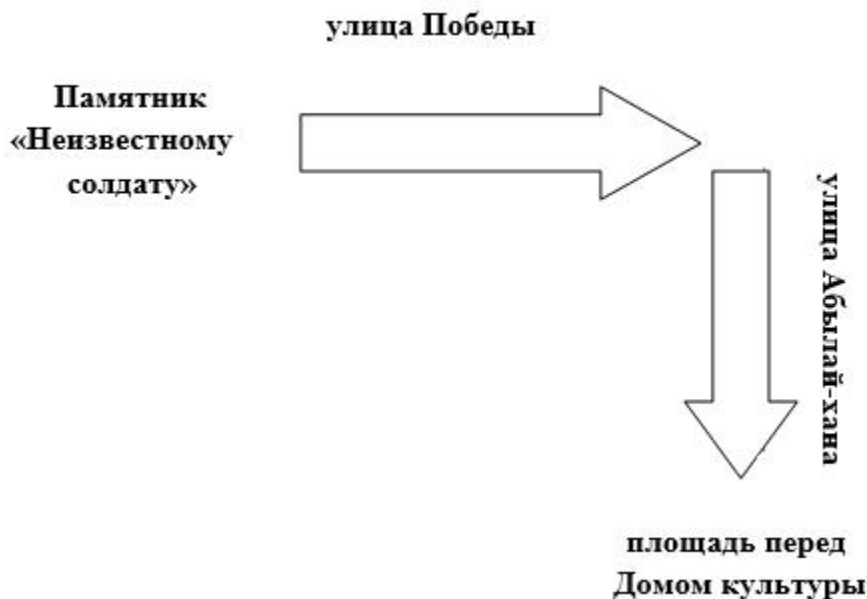 улица Победы
Памятник
«Неизвестному
солдату»
улица Абылай-хана
площадь перед
Домом культуры